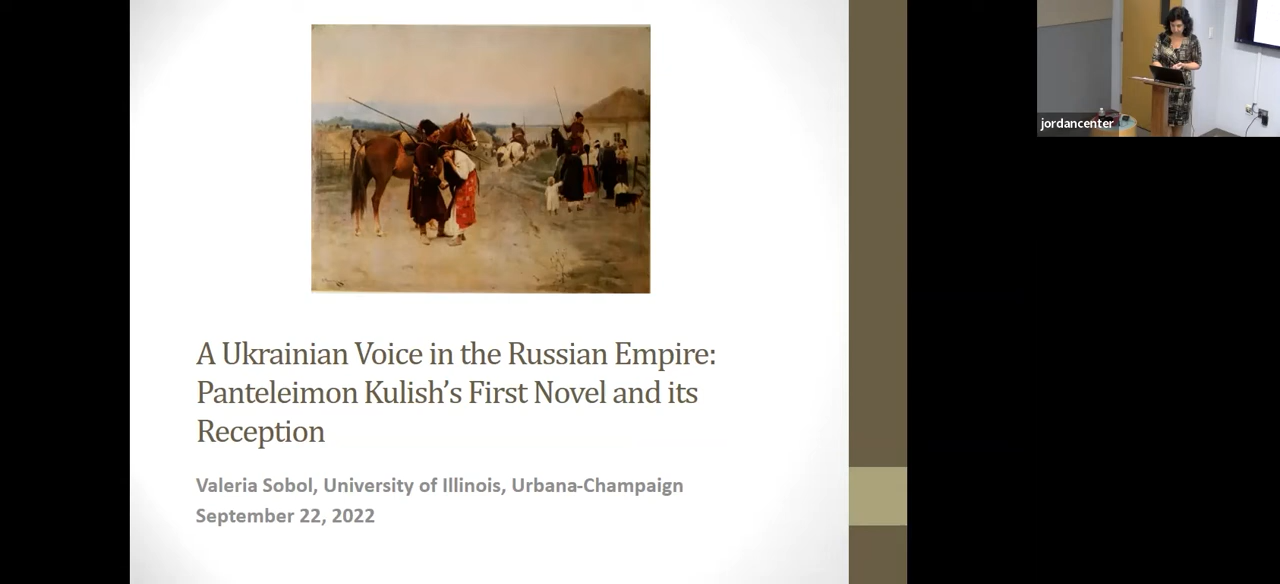 jordancenter
A Ukrainian Voice in the Russian Empire:
Panteleimon Kulish's First Novel and its
Reception
Valeria Sobol, University of Illinois, Urbana-Champaign
September 22, 2022